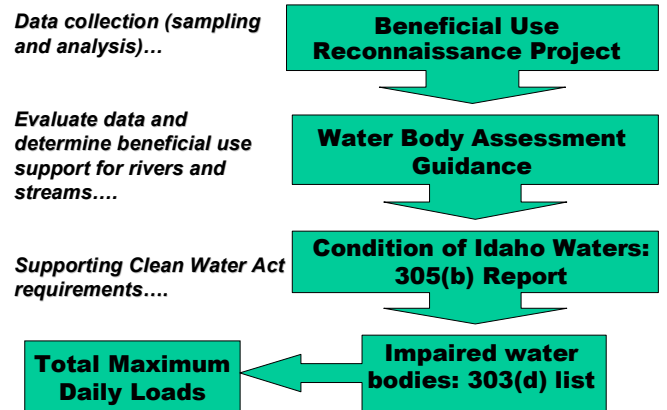 Data collection (sampling
and analysis)…
Beneficial Use
Reconnaissance Project
Evaluate data and
determine beneficial use
support for rivers and
streams….
Water Body Assessment
Guidance
Supporting Clean Water Act
requirements….
Condition of Idaho Waters:
305(b) Report
Impaired water
bodies: 303(d) list
Total Maximum
Daily Loads